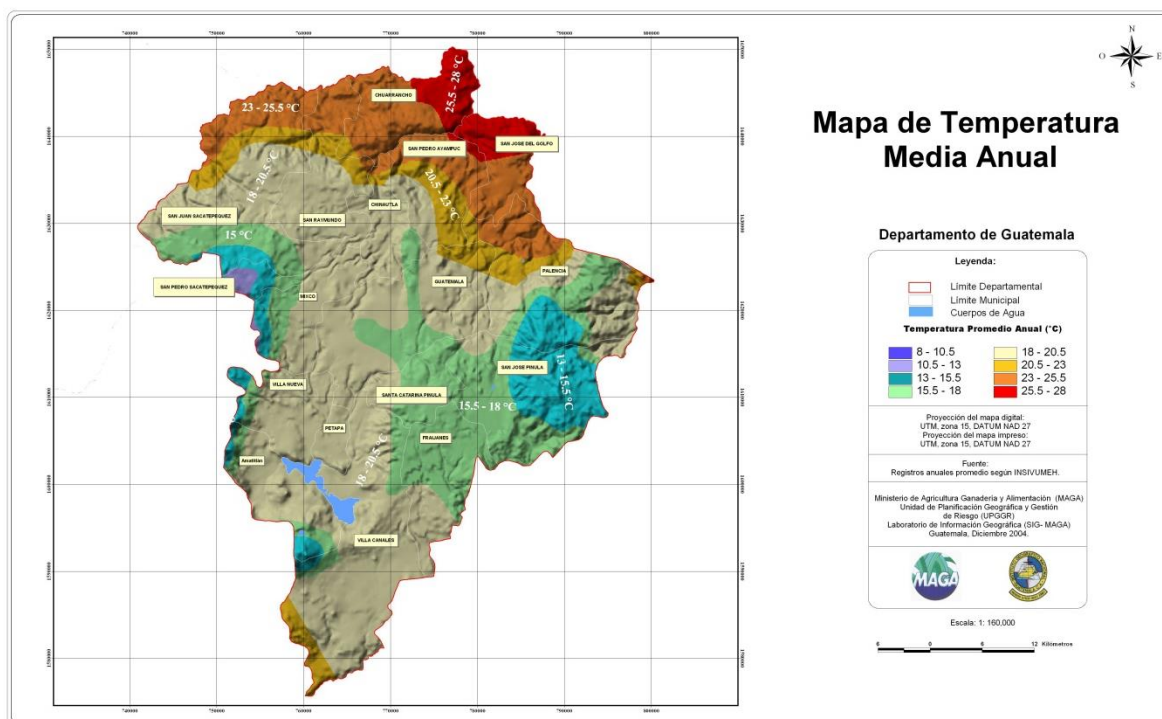 Mapa de Temperatura
Media Anual
N
O
E
S
Departamento de Guatemala
Leyenda:
Límite Departamental
Límite Municipal
Cuerpos de Agua
Temperatura Promedio Anual (°C)
8 - 10.5
10.5 - 13
13 - 15.5
15.5 - 18
18 - 20.5
20.5 - 23
23 - 25.5
25.5 - 28
Proyección del mapa digital:
UTM, zona 15, DATUM NAD 27
Proyección del mapa impreso:
UTM, zona 15, DATUM NAD 27
Fuente:
Registros anuales promedio según INSIVUMEH.
Ministerio de Agricultura Ganadería y Alimentación (MAGA)
Unidad de Planificación Geográfica y Gestión
de Riesgo (UPGGR)
Laboratorio de Información Geográfica (SIG- MAGA)
Guatemala, Diciembre 2004.
MAGA
Escala: 1: 160,000
6 0 6 12 Kilómetros
23 - 25.5 °C
CHUARRANCHO
25.5 - 28 °C
SAN PEDRO AYAMPUC
SAN JOSE DEL GOLFO
18 - 20.5 °C
20.5 - 23 °C
CHINAUTLA
SAN JUAN SACATEPEQUEZ
SAN RAIMUNDO
15 °C
SAN PEDRO SACATEPEQUEZ
MIXCO
GUATEMALA
PALENCIA
SAN JOSE PINULA
13 - 15.5 °C
VILLA NUEVA
SANTA CATARINA PINULA
15.5 - 18 °C
PETAPA
FRAIJANES
18 - 20.5 °C
Amatitlán
VILLA CANALES